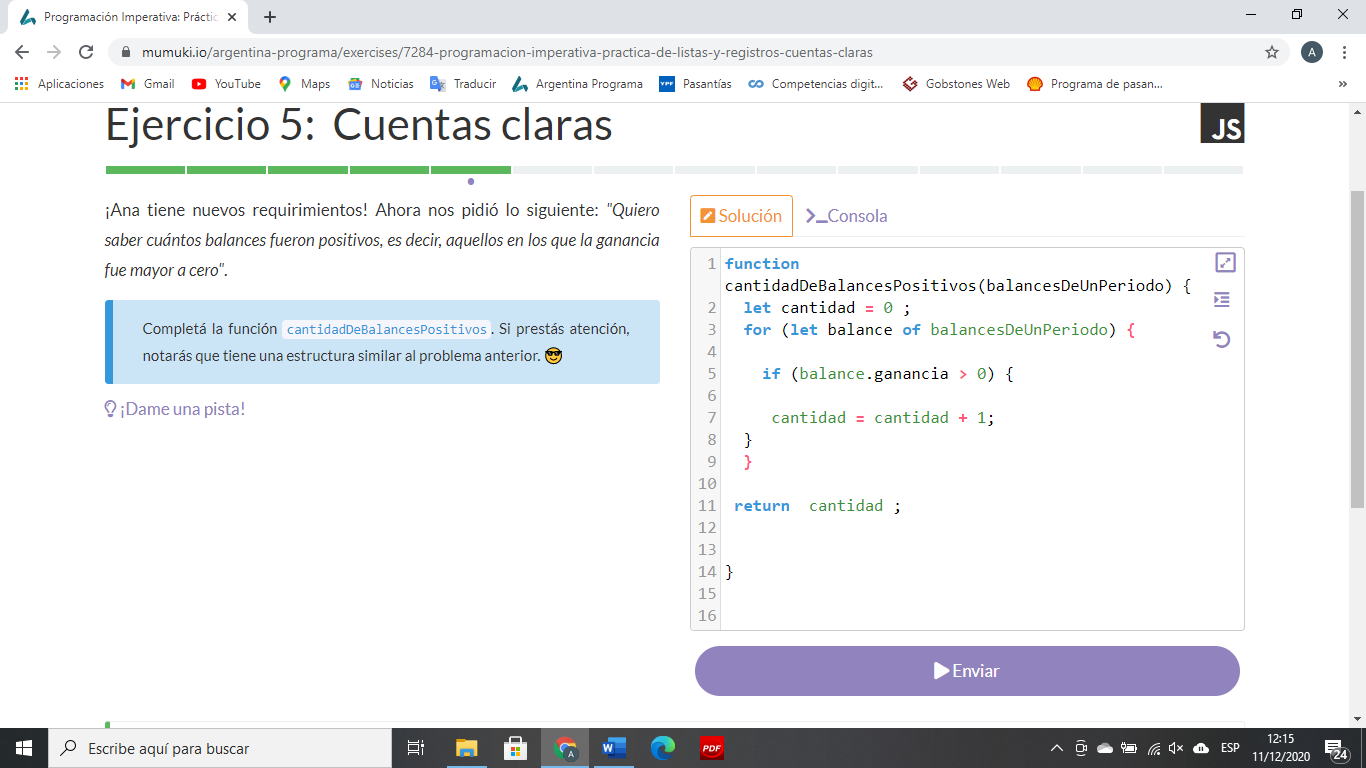 Programación Imperativa: Práctic
mumuki.io/argentina-programa/exercises/7284-programacion-imperativa-practica-de-listas-y-registros-cuentas-claras
A
Aplicaciones
Gmail
YouTube
Maps
Noticias
Traducir
Argentina Programa
YPF
Pasantías
Competencias digit...
Gobstones Web
Programa de pasan...
»
Ejercicio 5: Cuentas claras
JS
¡Ana tiene nuevos requirimientos! Ahora nos pidió lo siguiente: "Quiero
saber cuántos balances fueron positivos, es decir, aquellos en los que la ganancia
fue mayor a cero".
Completá la función cantidadDeBalancesPositivos. Si prestás atención,
notarás que tiene una estructura similar al problema anterior. 😎
¡Dame una pista!
Solución
Consola
1 function
cantidadDeBalancesPositivos(balancesDeUnPeriodo) {
2 let cantidad = 0 ;
3 for (let balance of balancesDeUnPeriodo) {
4
5 if (balance.ganancia > 0) {
6
7 cantidad = cantidad + 1;
8 }
9 }
10
11 return  cantidad ;
12
13
14 }
15
16
Enviar
Escribe aquí para buscar
A
W
PDF
ESP
12:15
11/12/2020
24